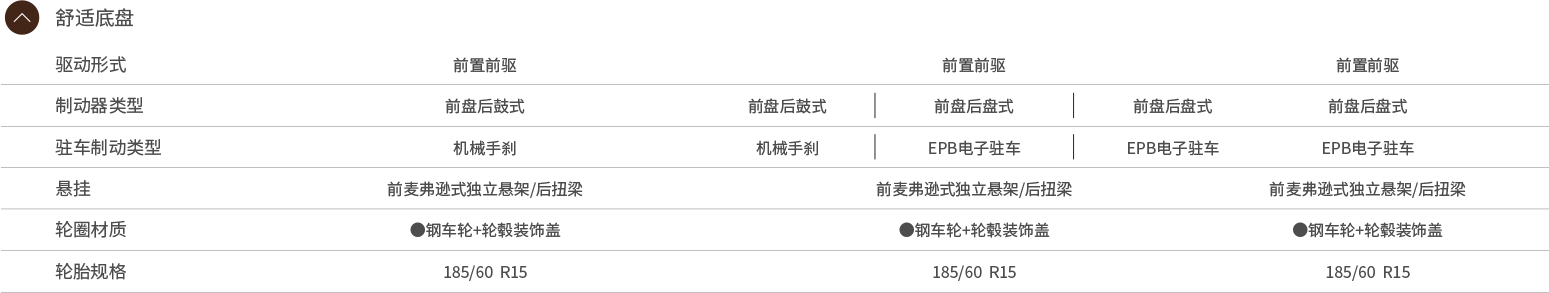 舒适底盘
驱动形式 前置前驱 前置前驱 前置前驱
制动器类型 前盘后鼓式 前盘后鼓式 前盘后盘式 前盘后盘式 前盘后盘式
驻车制动类型 机械手刹 机械手刹 EPB电子驻车 EPB电子驻车 EPB电子驻车
悬挂 前麦弗逊式独立悬架/后扭梁 前麦弗逊式独立悬架/后扭梁 前麦弗逊式独立悬架/后扭梁
轮圈材质 ●钢车轮+轮毂装饰盖 ●钢车轮+轮毂装饰盖 ●钢车轮+轮毂装饰盖
轮胎规格 185/60 R15 185/60 R15 185/60 R15